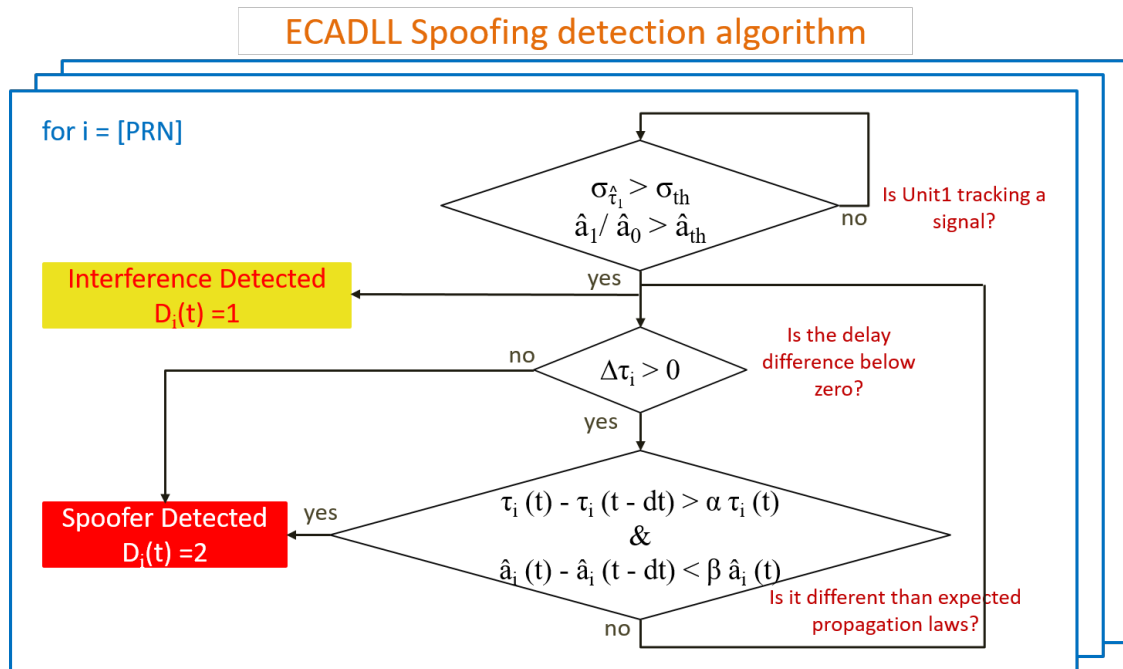 ECADLL Spoofing detection algorithm
for i = [PRN]
σ_τ̂₁ > σ_th
â₁/ â₀ > â_th
no
Is Unit1 tracking a
signal?
yes
Interference Detected
Dᵢ(t) =1
no
Δτᵢ > 0
Is the delay
difference below
zero?
yes
τᵢ (t) - τᵢ (t - dt) > α τᵢ (t)
&
âᵢ (t) - âᵢ (t - dt) < β âᵢ (t)
yes
Spoofer Detected
Dᵢ(t) =2
Is it different than expected
propagation laws?
no